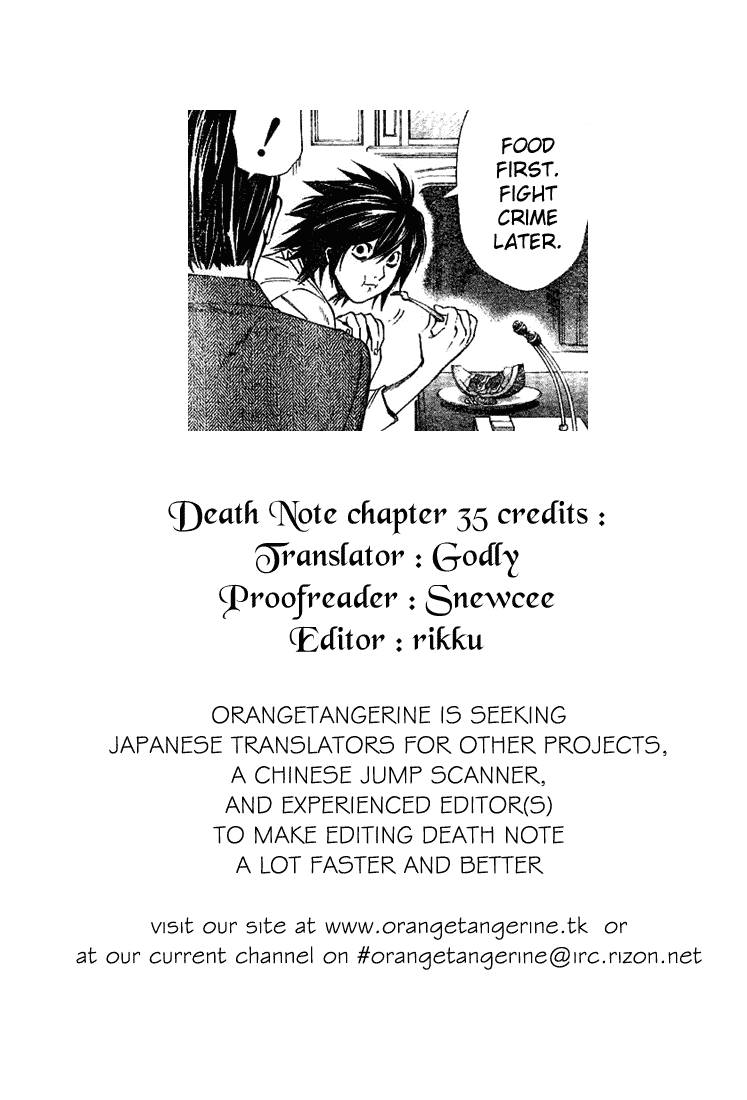 !
FOOD
FIRST.
FIGHT
CRIME
LATER.
Death Note chapter 35 credits :
Translator : Godly
Proofreader : Snewcee
Editor : rikku
ORANGETANGERINE IS SEEKING
JAPANESE TRANSLATORS FOR OTHER PROJECTS,
A CHINESE JUMP SCANNER,
AND EXPERIENCED EDITOR(S)
TO MAKE EDITING DEATH NOTE
A LOT FASTER AND BETTER
visit our site at www.orangetangerine.tk or
at our current channel on #orangetangerine@irc.rizon.net